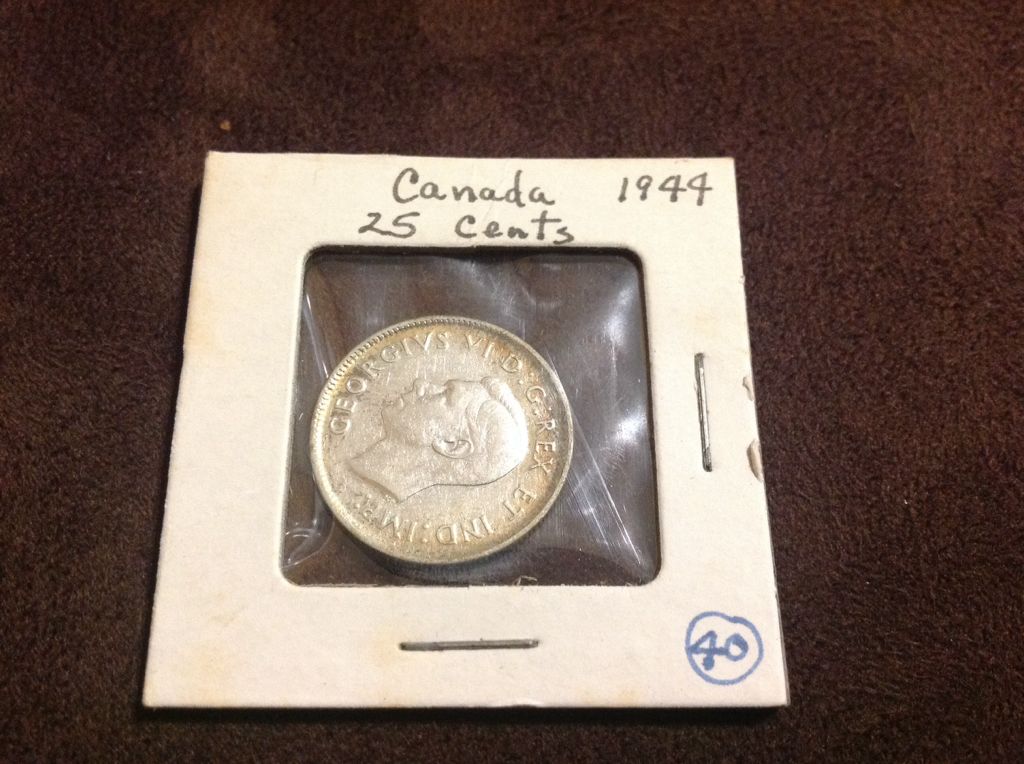 Canada 1944
25 Cents
GEORGIVS VI D:G:REX ET IND:IMP:
40